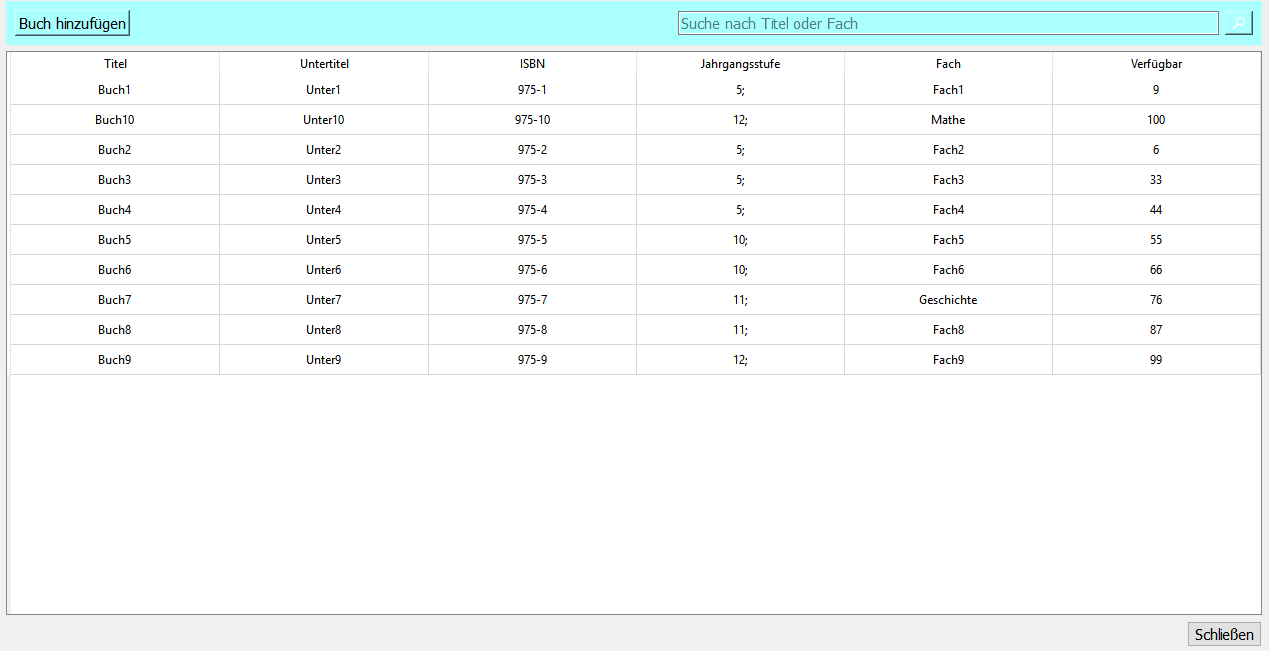 Buch hinzufügen Suche nach Titel oder Fach
Titel Untertitel ISBN Jahrgangsstufe Fach Verfügbar
Buch1 Unter1 975-1 5; Fach1 9
Buch10 Unter10 975-10 12; Mathe 100
Buch2 Unter2 975-2 5; Fach2 6
Buch3 Unter3 975-3 5; Fach3 33
Buch4 Unter4 975-4 5; Fach4 44
Buch5 Unter5 975-5 10; Fach5 55
Buch6 Unter6 975-6 10; Fach6 66
Buch7 Unter7 975-7 11; Geschichte 76
Buch8 Unter8 975-8 11; Fach8 87
Buch9 Unter9 975-9 12; Fach9 99
Schließen